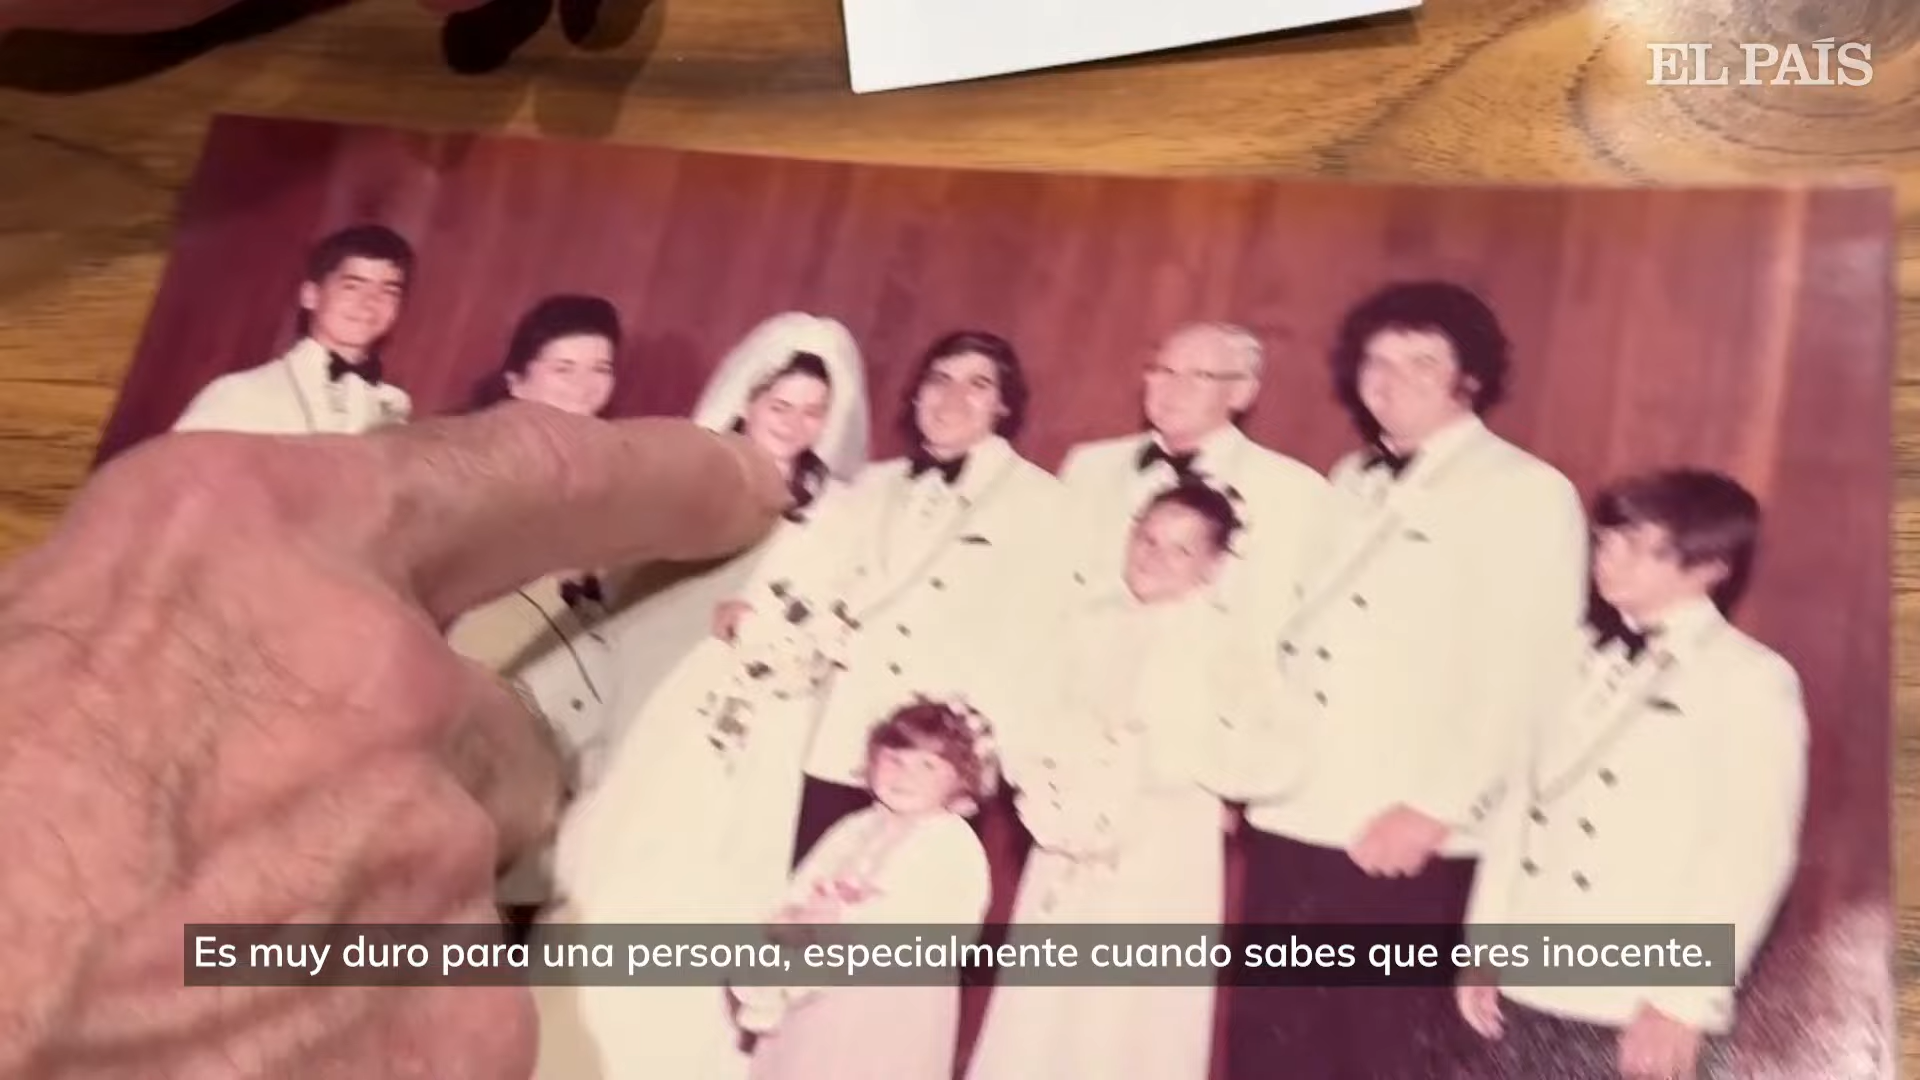 EL PAÍS
Es muy duro para una persona, especialmente cuando sabes que eres inocente.